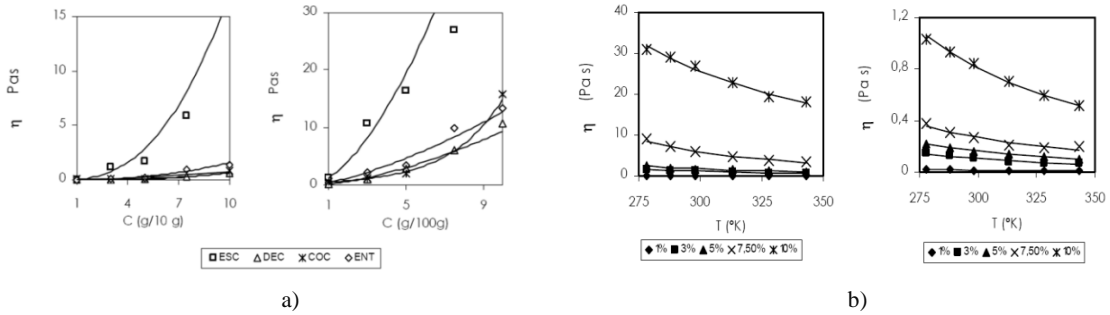 15
10
5
0
η Pas
1 4 7 10
C (g/10 g)
30
20
10
0
η Pas
1 5 9
C (g/100g)
ESC DEC COC ENT
a)
40
30
20
10
0
η (Pa s)
275 300 325 350
T (°K)
1% 3% 5% 7,50% 10%
1,2
0,8
0,4
0
η (Pa s)
275 300 325 350
T (°K)
1% 3% 5% 7,50% 10%
b)